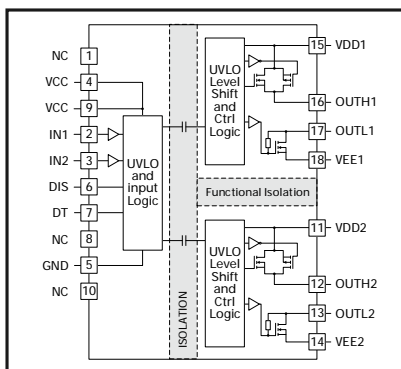 NC 1
VCC 4
VCC 9
IN1 2
IN2 3
DIS 6
DT 7
NC 8
GND 5
NC 10
UVLO
and
input
Logic
ISOLATION
UVLO
Level
Shift
and
Ctrl
Logic
15 VDD1
16 OUTH1
17 OUTL1
18 VEE1
Functional Isolation
UVLO
Level
Shift
and
Ctrl
Logic
11 VDD2
12 OUTH2
13 OUTL2
14 VEE2